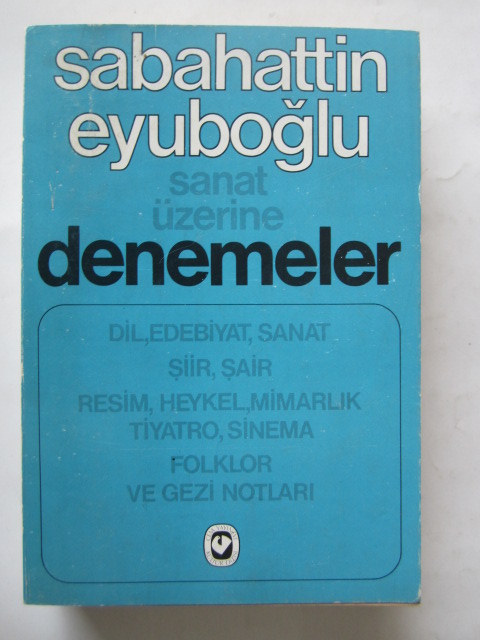 sabahattin
eyuboğlu
sanat
üzerine
denemeler
DİL,EDEBİYAT, SANAT
ŞİİR, ŞAİR
RESİM, HEYKEL,MİMARLIK
TİYATRO, SİNEMA
FOLKLOR
VE GEZİ NOTLARI